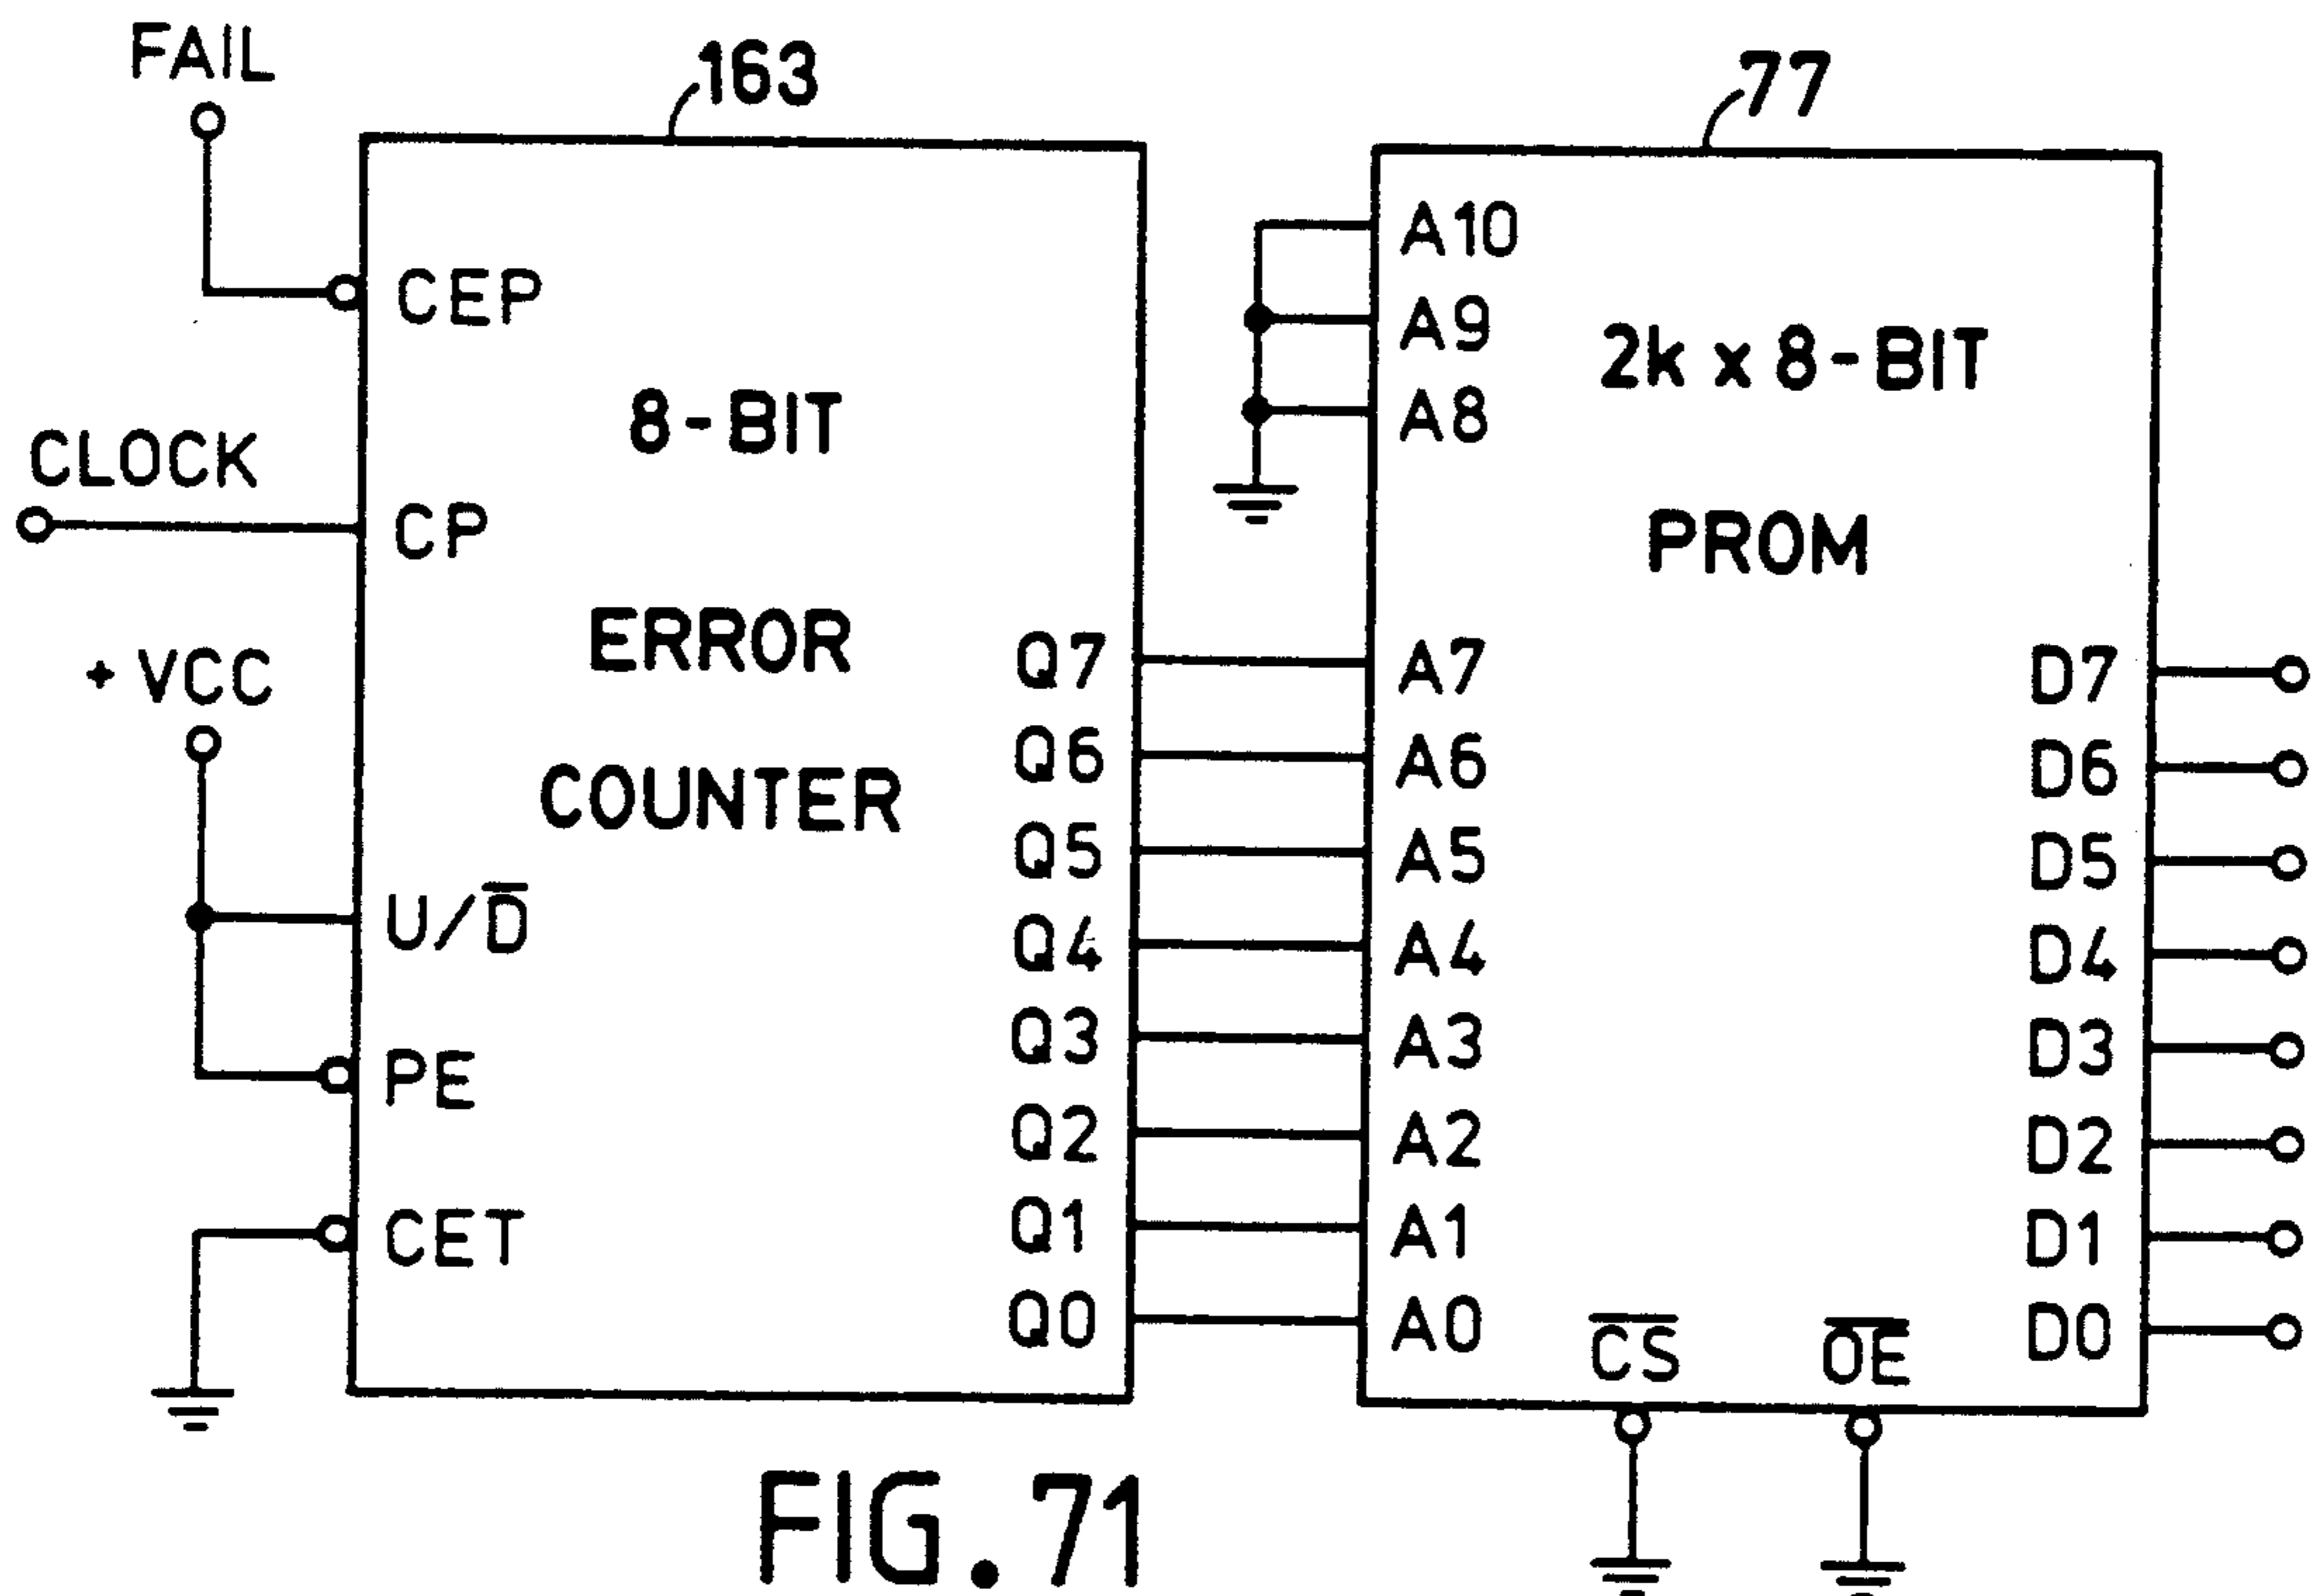 FAIL
163
77
CEP
8-BIT
CLOCK
CP
ERROR
COUNTER
+ VCC
U/D̅
PE
CET
Q7
Q6
Q5
Q4
Q3
Q2
Q1
Q0
A10
A9
A8
2k x 8-BIT
PROM
A7
A6
A5
A4
A3
A2
A1
A0
D7
D6
D5
D4
D3
D2
D1
D0
C̅S̅
O̅E̅
FIG. 71